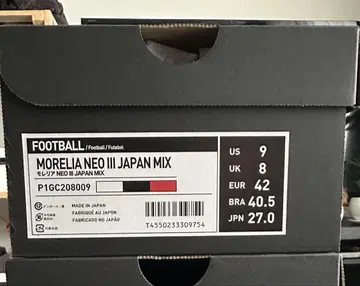 FOOTBALL /Football/Futebol
MORELIA NEO III JAPAN MIX
モレリア NEO III JAPAN MIX
P1GC208009
MADE IN JAPAN
FABRIQUÉ AU JAPON
FABRICADO NO JAPÃO
T4550233309754
US 9
UK 8
EUR 42
BRA 40.5
JPN 27.0